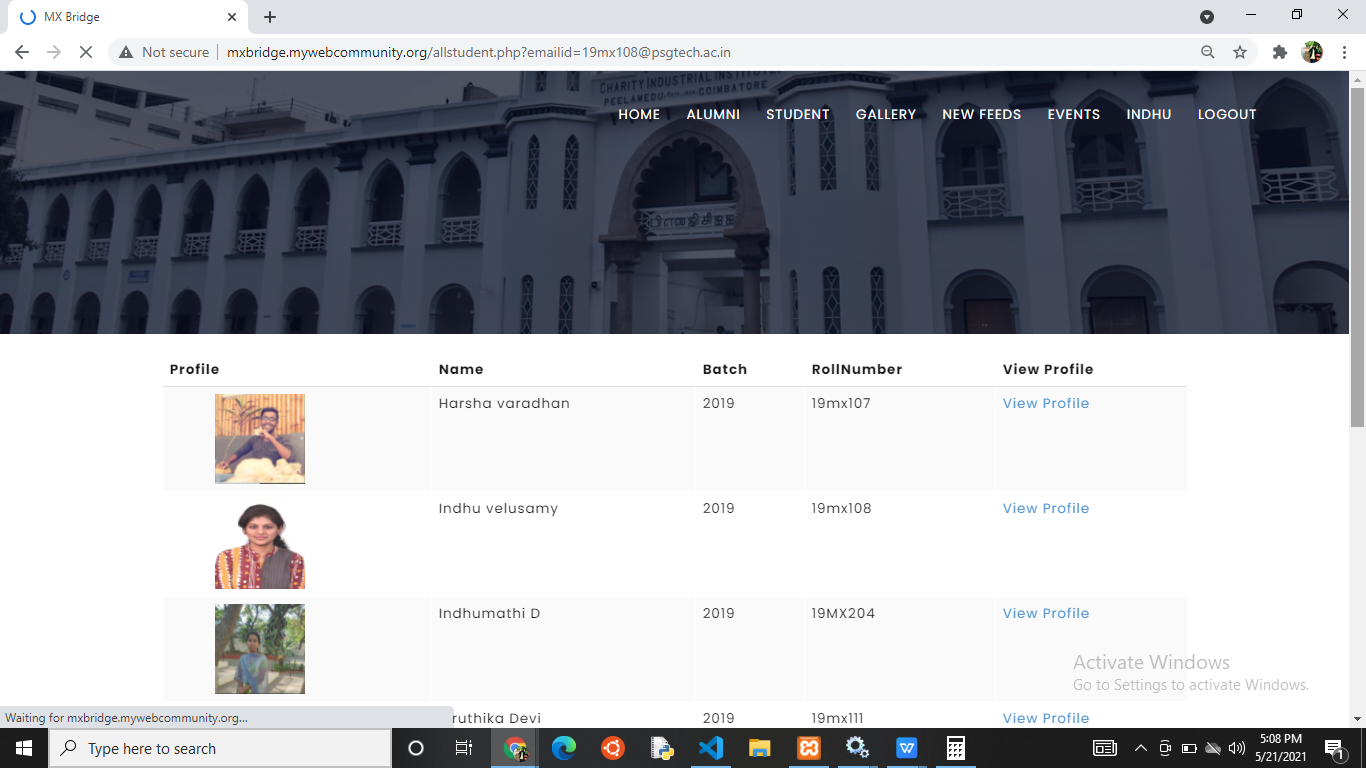 MX Bridge
Not secure mxbridge.mywebcommunity.org/allstudent.php?emailid=19mx108@psgtech.ac.in
CHARITY INDUSTRIAL INSTITUTE
PEELAMEDU COIMBATORE
HOME ALUMNI STUDENT GALLERY NEW FEEDS EVENTS INDHU LOGOUT
Profile Name Batch RollNumber View Profile
Harsha varadhan 2019 19mx107 View Profile
Indhu velusamy 2019 19mx108 View Profile
Indhumathi D 2019 19MX204 View Profile
Activate Windows
Go to Settings to activate Windows.
Devi 2019 19mx111 View Profile
Waiting for mxbridge.mywebcommunity.org...
Type here to search
5:08 PM
5/21/2021
1